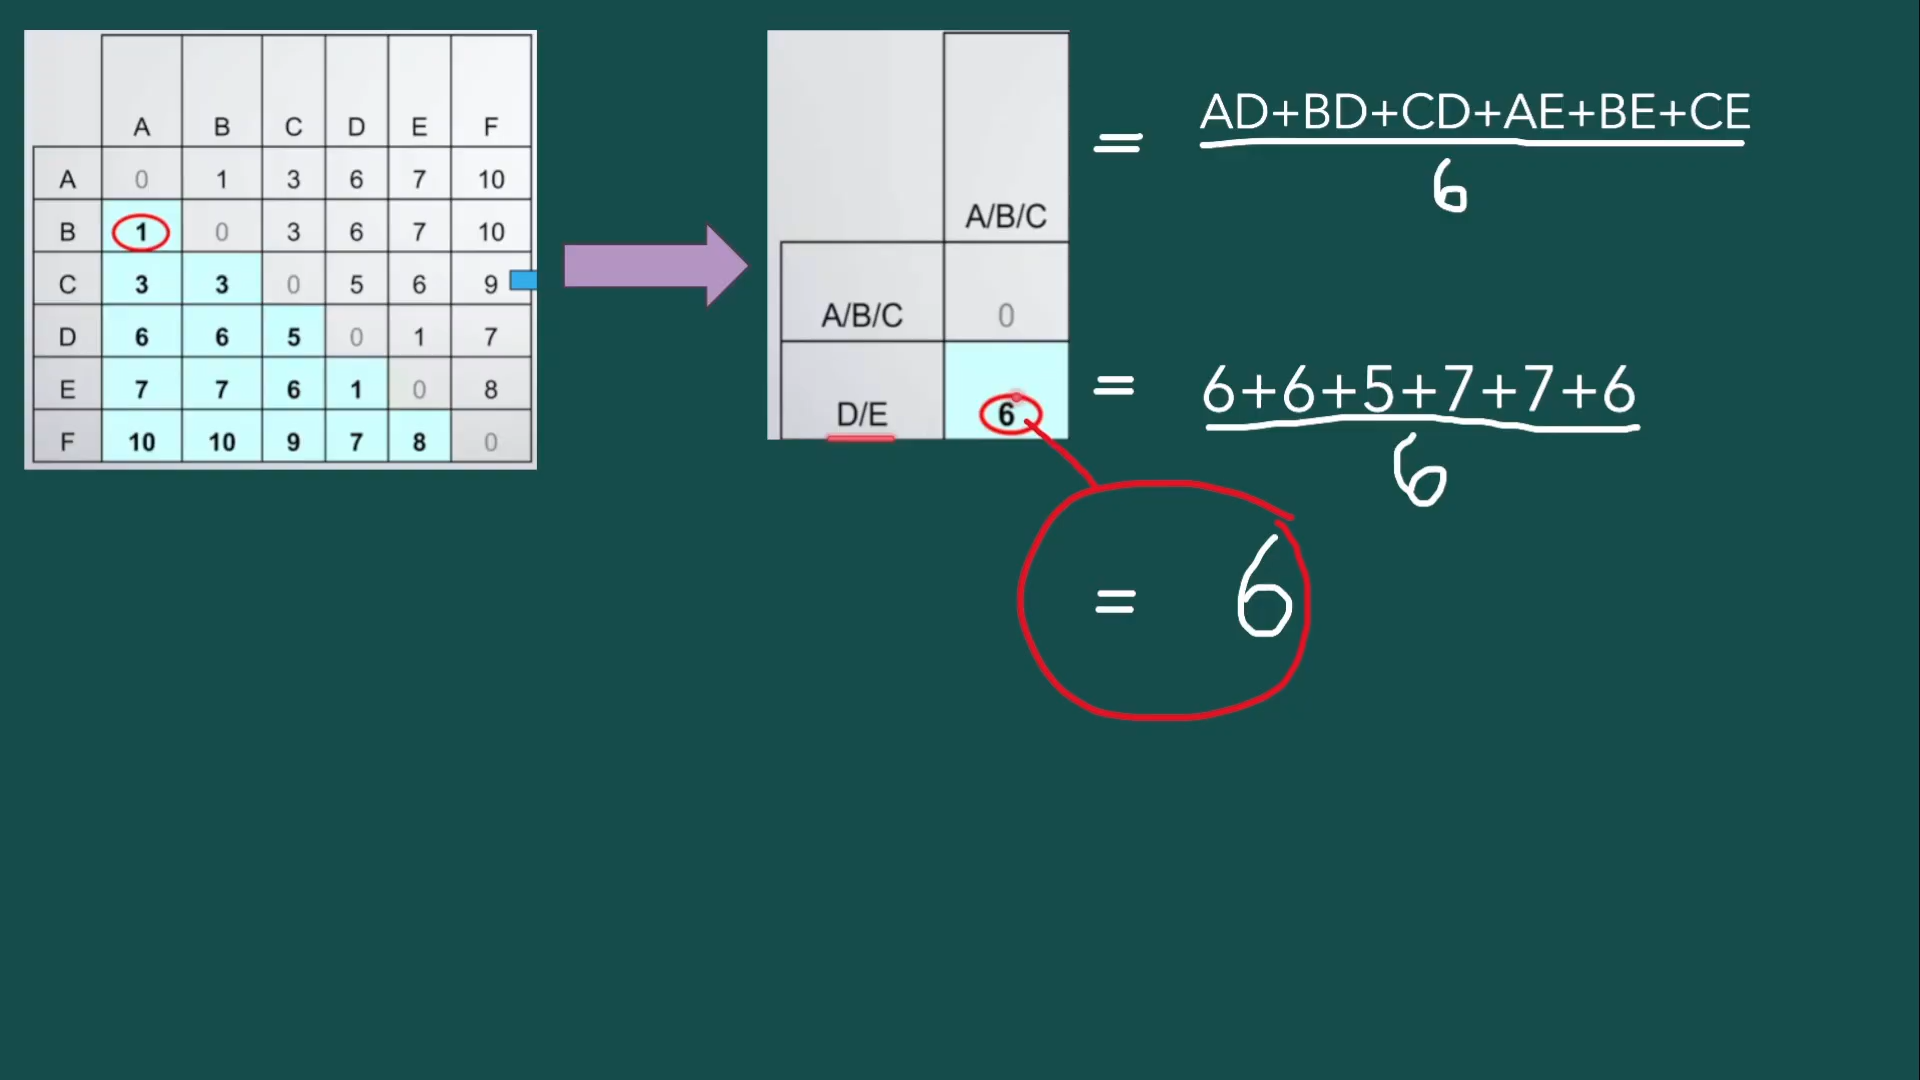 A B C D E F
A 0 1 3 6 7 10
B 1 0 3 6 7 10
C 3 3 0 5 6 9
D 6 6 5 0 1 7
E 7 7 6 1 0 8
F 10 10 9 7 8 0
A/B/C
A/B/C 0
D/E 6
= AD+BD+CD+AE+BE+CE
6
= 6+6+5+7+7+6
6
= 6